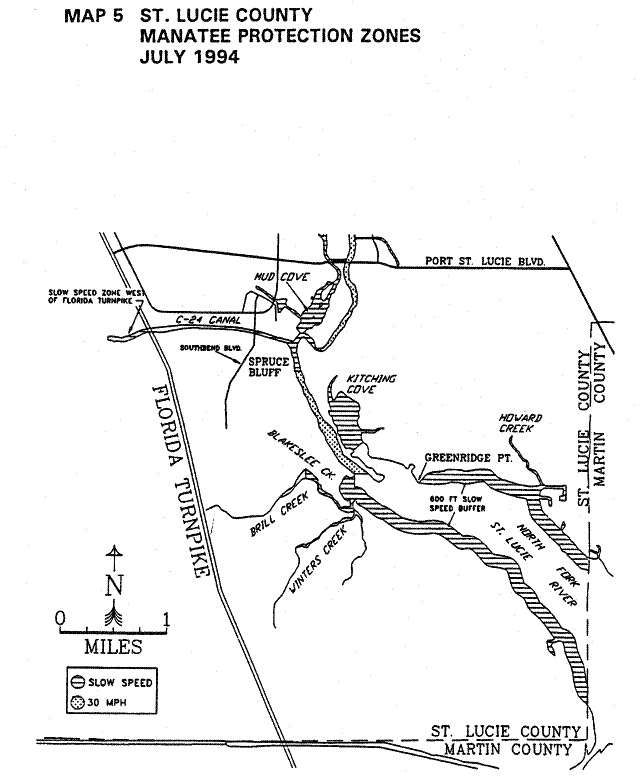 MAP 5 ST. LUCIE COUNTY
MANATEE PROTECTION ZONES
JULY 1994
PORT ST. LUCIE BLVD.
MUD COVE
SLOW SPEED ZONE WEST
OF FLORIDA TURNPIKE
C-24 CANAL
SOUTHBEND BLVD.
SPRUCE
BLUFF
KITCHING
COVE
ST. LUCIE COUNTY
MARTIN COUNTY
FLORIDA TURNPIKE
HOWARD
CREEK
BLAKESLEE CK.
GREENRIDGE PT.
600 FT SLOW
SPEED BUFFER
BRILL CREEK
WINTERS CREEK
NORTH FORK
ST. LUCIE RIVER
N
0 1
MILES
SLOW SPEED
30 MPH
ST. LUCIE COUNTY
MARTIN COUNTY